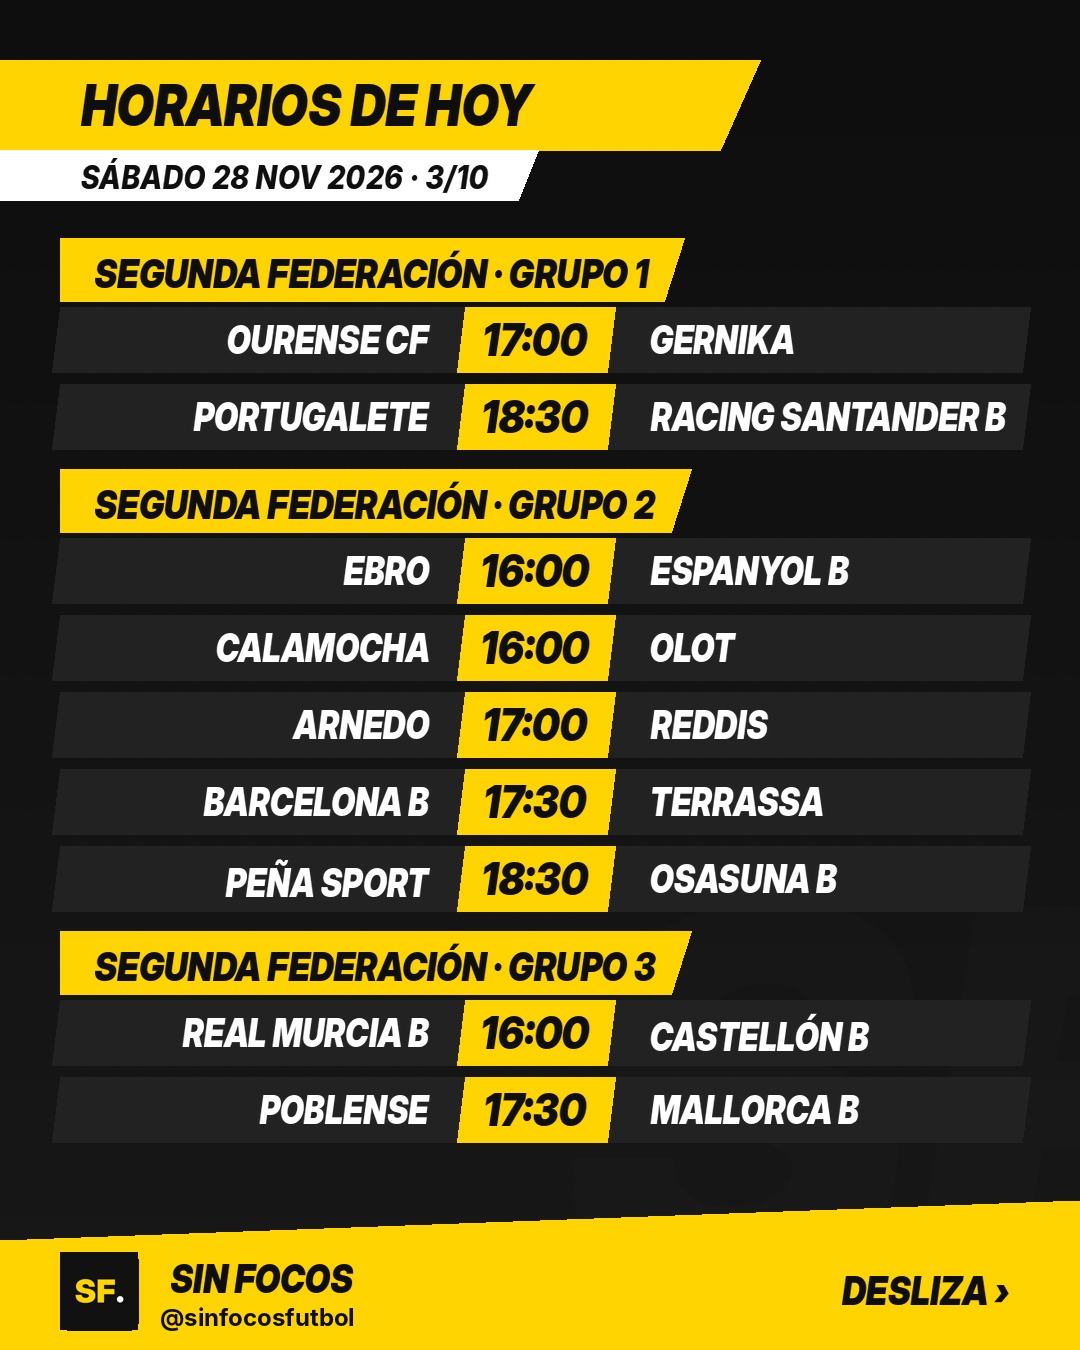 HORARIOS DE HOY
SÁBADO 28 NOV 2026 · 3/10
SEGUNDA FEDERACIÓN · GRUPO 1
OURENSE CF 17:00 GERNIKA
PORTUGALETE 18:30 RACING SANTANDER B
SEGUNDA FEDERACIÓN · GRUPO 2
EBRO 16:00 ESPANYOL B
CALAMOCHA 16:00 OLOT
ARNEDO 17:00 REDDIS
BARCELONA B 17:30 TERRASSA
PEÑA SPORT 18:30 OSASUNA B
SEGUNDA FEDERACIÓN · GRUPO 3
REAL MURCIA B 16:00 CASTELLÓN B
POBLENSE 17:30 MALLORCA B
SF.
SIN FOCOS
@sinfocosfutbol
DESLIZA ›